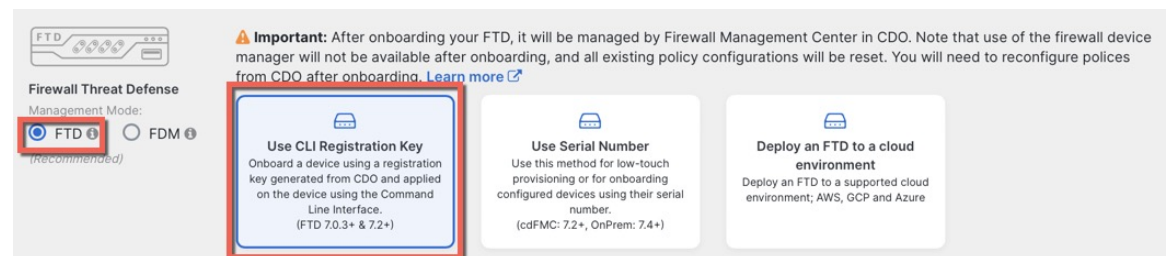 FTD
Firewall Threat Defense
Management Mode:
FTD
FDM
(Recommended)
Important: After onboarding your FTD, it will be managed by Firewall Management Center in CDO. Note that use of the firewall device
manager will not be available after onboarding, and all existing policy configurations will be reset. You will need to reconfigure polices
from CDO after onboarding. Learn more
Use CLI Registration Key
Onboard a device using a registration
key generated from CDO and applied
on the device using the Command
Line Interface.
(FTD 7.0.3+ & 7.2+)
Use Serial Number
Use this method for low-touch
provisioning or for onboarding
configured devices using their serial
number.
(cdFMC: 7.2+, OnPrem: 7.4+)
Deploy an FTD to a cloud
environment
Deploy an FTD to a supported cloud
environment; AWS, GCP and Azure